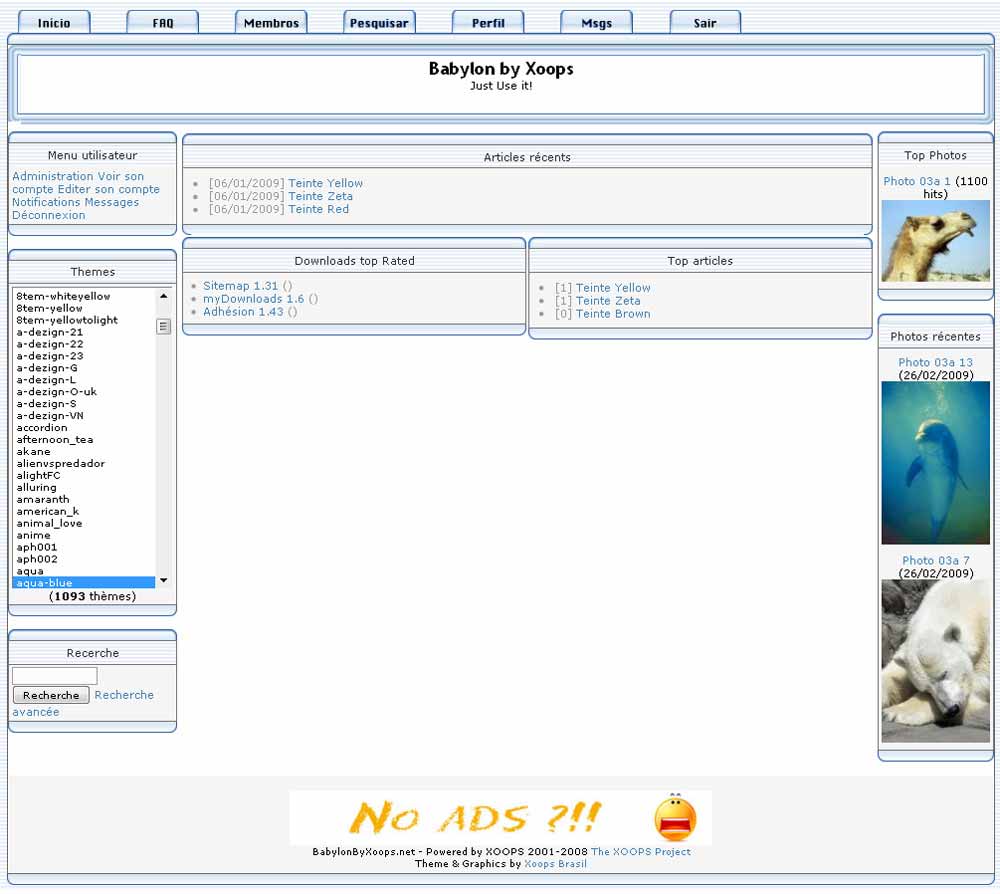 Início FAQ Membros Pesquisar Perfil Msgs Sair
Babylon by Xoops
Just Use it!
Menu utilisateur
Administration Voir son
compte Editer son compte
Notifications Messages
Déconnexion
Themes
8tem-whiteyellow
8tem-yellow
8tem-yellowtolight
a-dezign-21
a-dezign-22
a-dezign-23
a-dezign-G
a-dezign-L
a-dezign-O-uk
a-dezign-S
a-dezign-VN
accordion
afternoon_tea
akane
alienvspredador
alightFC
alluring
amaranth
american_k
animal_love
anime
aph001
aph002
aqua
aqua-blue
(1093 thèmes)
Recerche
Recherche Recherche
avancée
Articles récents
[06/01/2009] Teinte Yellow
[06/01/2009] Teinte Zeta
[06/01/2009] Teinte Red
Downloads top Rated
Sitemap 1.31 ()
myDownloads 1.6 ()
Adhésion 1.43 ()
Top articles
[1] Teinte Yellow
[1] Teinte Zeta
[0] Teinte Brown
Top Photos
Photo 03a 1 (1100
hits)
Photos récentes
Photo 03a 13
(26/02/2009)
Photo 03a 7
(26/02/2009)
No ADS ?!!
BabylonByXoops.net - Powered by XOOPS 2001-2008 The XOOPS Project
Theme & Graphics by Xoops Brasil